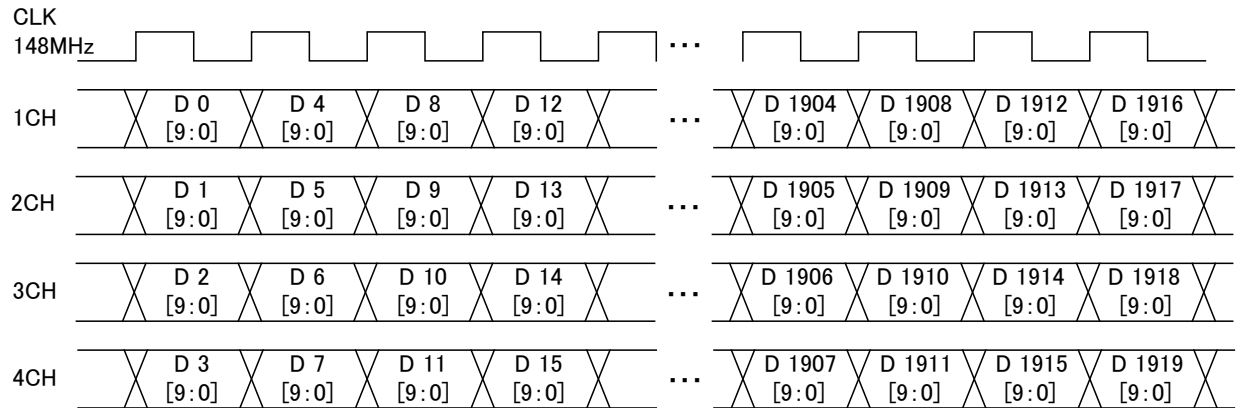 CLK
148MHz
...
1CH
D 0 D 4 D 8 D 12 ... D 1904 D 1908 D 1912 D 1916
[9:0] [9:0] [9:0] [9:0] [9:0] [9:0] [9:0] [9:0]
2CH
D 1 D 5 D 9 D 13 ... D 1905 D 1909 D 1913 D 1917
[9:0] [9:0] [9:0] [9:0] [9:0] [9:0] [9:0] [9:0]
3CH
D 2 D 6 D 10 D 14 ... D 1906 D 1910 D 1914 D 1918
[9:0] [9:0] [9:0] [9:0] [9:0] [9:0] [9:0] [9:0]
4CH
D 3 D 7 D 11 D 15 ... D 1907 D 1911 D 1915 D 1919
[9:0] [9:0] [9:0] [9:0] [9:0] [9:0] [9:0] [9:0]